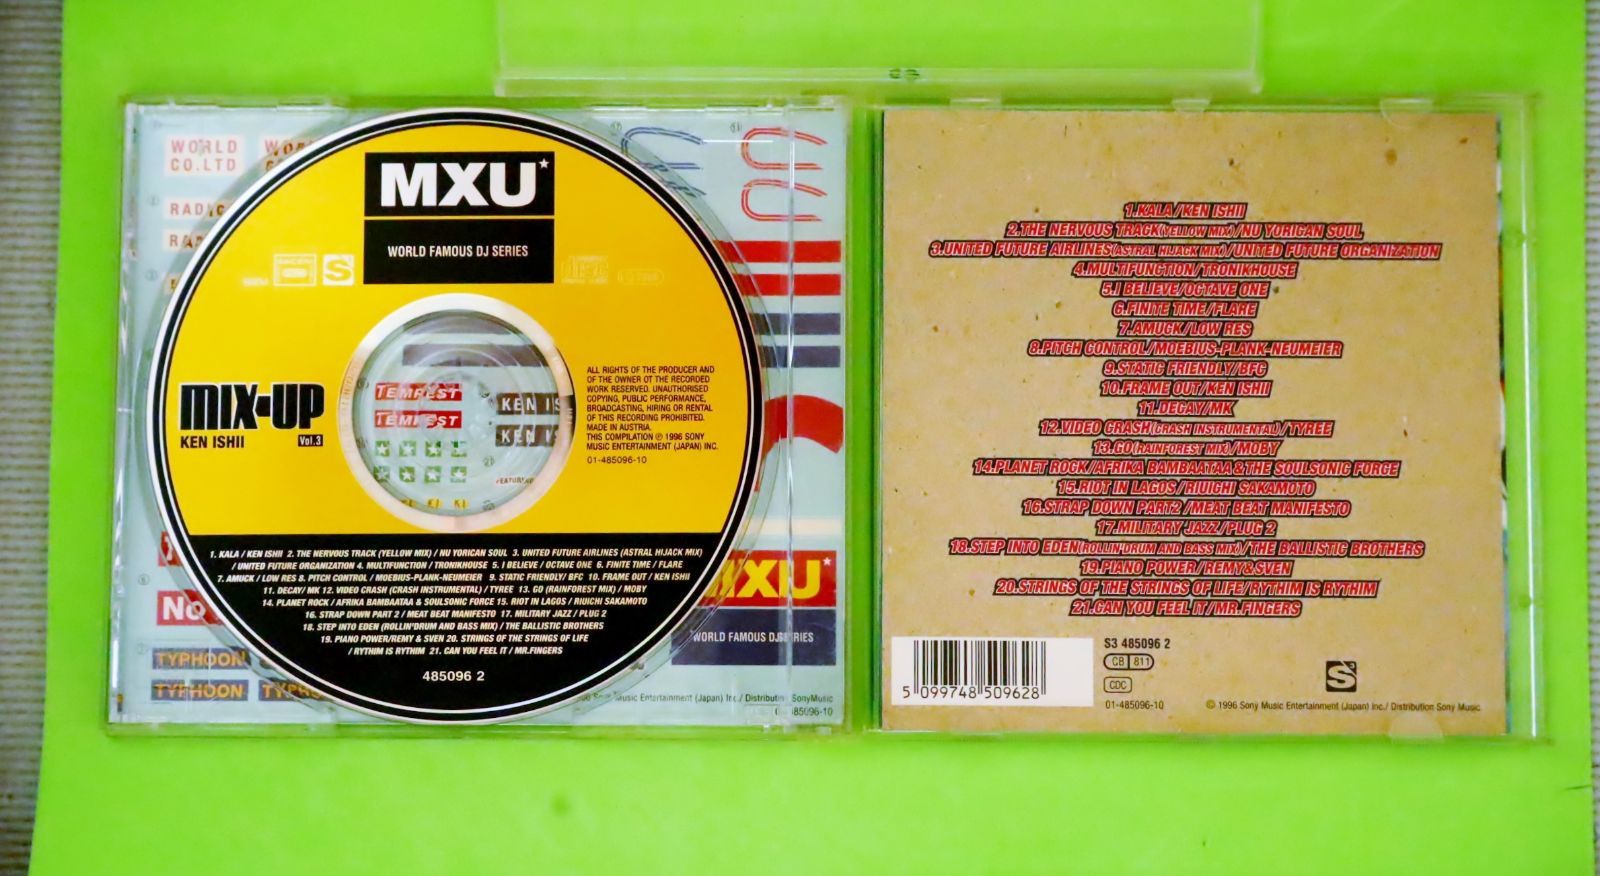 WORLD
CO.LTD
MXU
WORLD FAMOUS DJ SERIES
MIX-UP
KEN ISHII
Vol.3
TEMPEST
TEMPEST
KEN IS
KEN
FEATURE
ALL RIGHTS OF THE PRODUCER AND
OF THE OWNER OT THE RECORDED
WORK RESERVED. UNAUTHORISED
COPYING, PUBLIC PERFORMANCE,
BROADCASTING, HIRING OR RENTAL
OF THIS RECORDING PROHIBITED.
MADE IN AUSTRIA.
THIS COMPILATION ℗ 1996 SONY
MUSIC ENTERTAINMENT (JAPAN) INC.
01-485096-10
1. KALA / KEN ISHII 2. THE NERVOUS TRACK (YELLOW MIX) / NU YORICAN SOUL 3. UNITED FUTURE AIRLINES (ASTRAL HIJACK MIX)
/ UNITED FUTURE ORGANIZATION 4. MULTIFUNCTION / TRONIKHOUSE 5. I BELIEVE / OCTAVE ONE 6. FINITE TIME / FLARE
7. AMUCK / LOW RES 8. PITCH CONTROL / MOEBIUS-PLANK-NEUMEIER 9. STATIC FRIENDLY/ BFC 10. FRAME OUT / KEN ISHII
11. DECAY/ MK 12. VIDEO CRASH (CRASH INSTRUMENTAL) / TYREE 13. GO (RAINFOREST MIX) / MOBY
14. PLANET ROCK / AFRIKA BAMBAATAA & SOULSONIC FORCE 15. RIOT IN LAGOS / RIUICHI SAKAMOTO
16. STRAP DOWN PART 2 / MEAT BEAT MANIFESTO 17. MILITARY JAZZ / PLUG 2
18. STEP INTO EDEN (ROLLIN'DRUM AND BASS MIX) / THE BALLISTIC BROTHERS
19. PIANO POWER/REMY & SVEN 20. STRINGS OF THE STRINGS OF LIFE
/ RYTHIM IS RYTHIM 21. CAN YOU FEEL IT / MR.FINGERS
485096 2
No
TYPHOON
TYPHOON
MXU
WORLD FAMOUS DJ SERIES
Music Entertainment (Japan) Inc./ Distribution SonyMusic
485096-10
1.KALA/KEN ISHII
2.THE NERVOUS TRACK(YELLOW MIX)/NU YORICAN SOUL
3.UNITED FUTURE AIRLINES(ASTRAL HIJACK MIX)/UNITED FUTURE ORGANIZATION
4.MULTIFUNCTION/TRONIKHOUSE
5.I BELIEVE/OCTAVE ONE
6.FINITE TIME/FLARE
7.AMUCK/LOW RES
8.PITCH CONTROL/MOEBIUS-PLANK-NEUMEIER
9.STATIC FRIENDLY/BFC
10.FRAME OUT/KEN ISHII
11.DECAY/MK
12.VIDEO CRASH(CRASH INSTRUMENTAL)/TYREE
13.GO(RAINFOREST MIX)/MOBY
14.PLANET ROCK/AFRIKA BAMBAATAA&THE SOULSONIC FORCE
15.RIOT IN LAGOS/RIUICHI SAKAMOTO
16.STRAP DOWN PART2 /MEAT BEAT MANIFESTO
17.MILITARY JAZZ/PLUG 2
18.STEP INTO EDEN(ROLLIN'DRUM AND BASS MIX)/THE BALLISTIC BROTHERS
19.PIANO POWER/REMY&SVEN
20.STRINGS OF THE STRINGS OF LIFE/RYTHIM IS RYTHIM
21.CAN YOU FEEL IT/MR.FINGERS
5 099748 509628
S3 485096 2
CB 811
CDC
01-485096-10
© 1996 Sony Music Entertainment (Japan) Inc./ Distribution Sony Music